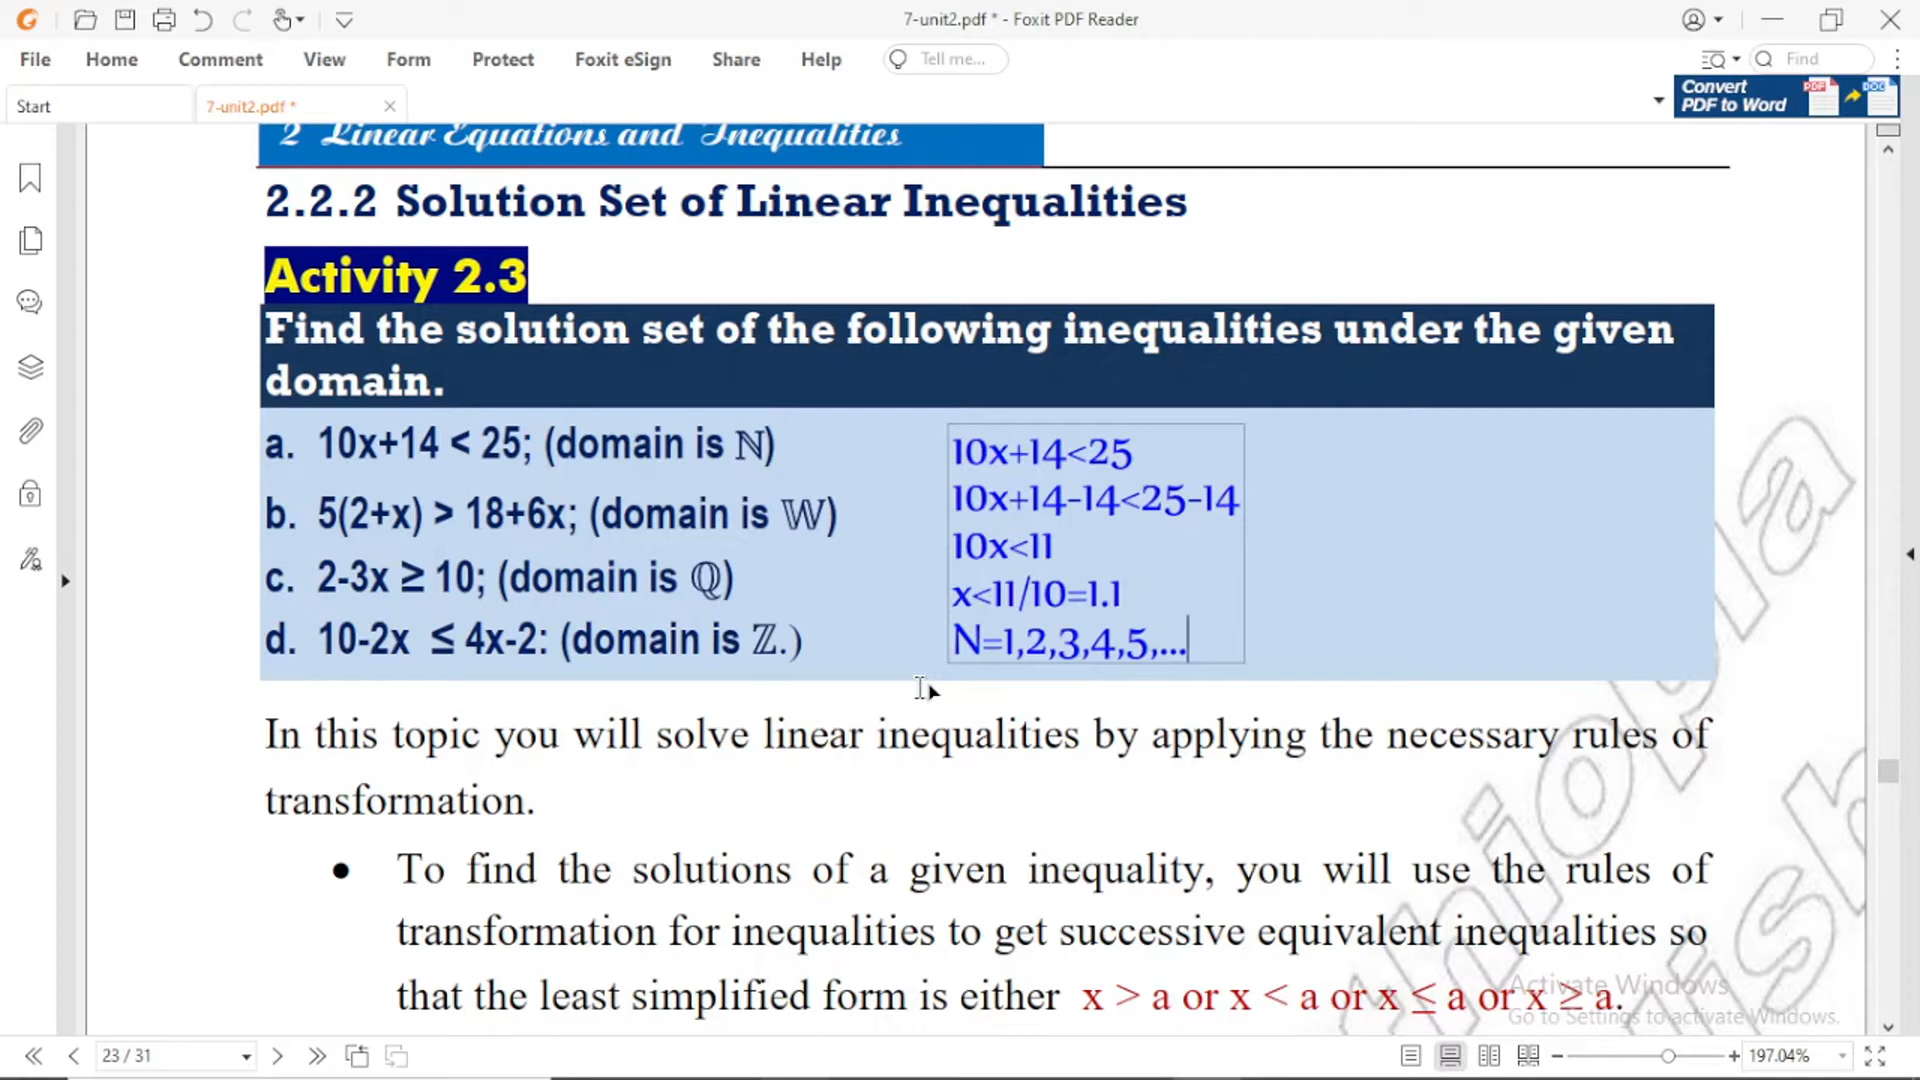 7-unit2.pdf * - Foxit PDF Reader
File Home Comment View Form Protect Foxit eSign Share Help Tell me... Find
Start 7-unit2.pdf *
Convert
PDF to Word
PDF DOC
2 Linear Equations and Inequalities
2.2.2 Solution Set of Linear Inequalities
Activity 2.3
Find the solution set of the following inequalities under the given
domain.
a. 10x+14 < 25; (domain is ℕ)
b. 5(2+x) > 18+6x; (domain is 𝕎)
c. 2-3x ≥ 10; (domain is ℚ)
d. 10-2x ≤ 4x-2: (domain is ℤ.)
10x+14<25
10x+14-14<25-14
10x<11
x<11/10=1.1
N=1,2,3,4,5,...
In this topic you will solve linear inequalities by applying the necessary rules of
transformation.
• To find the solutions of a given inequality, you will use the rules of
transformation for inequalities to get successive equivalent inequalities so
that the least simplified form is either x > a or x < a or x ≤ a or x ≥ a.
Activate Windows
Go to Settings to activate Windows.
23 / 31
197.04%